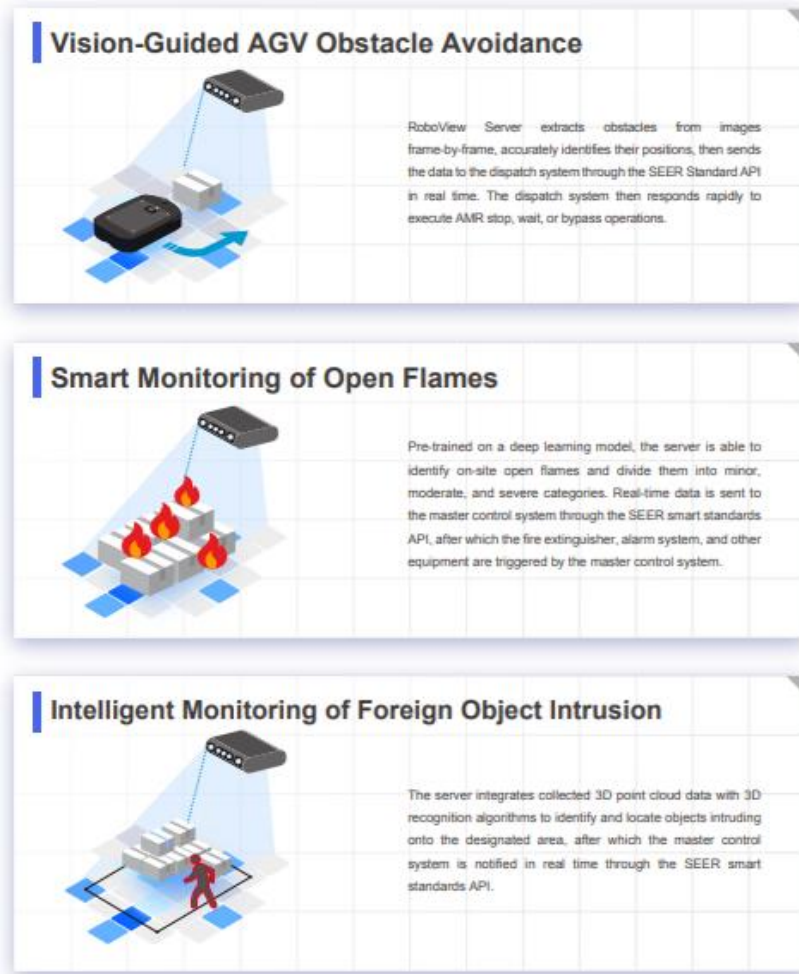 Vision-Guided AGV Obstacle Avoidance
RoboView Server extracts obstacles from images
frame-by-frame, accurately identifies their positions, then sends
the data to the dispatch system through the SEER Standard API
in real time. The dispatch system then responds rapidly to
execute AMR stop, wait, or bypass operations.
Smart Monitoring of Open Flames
Pre-trained on a deep learning model, the server is able to
identify on-site open flames and divide them into minor,
moderate, and severe categories. Real-time data is sent to
the master control system through the SEER smart standards
API, after which the fire extinguisher, alarm system, and other
equipment are triggered by the master control system.
Intelligent Monitoring of Foreign Object Intrusion
The server integrates collected 3D point cloud data with 3D
recognition algorithms to identify and locate objects intruding
onto the designated area, after which the master control
system is notified in real time through the SEER smart
standards API.